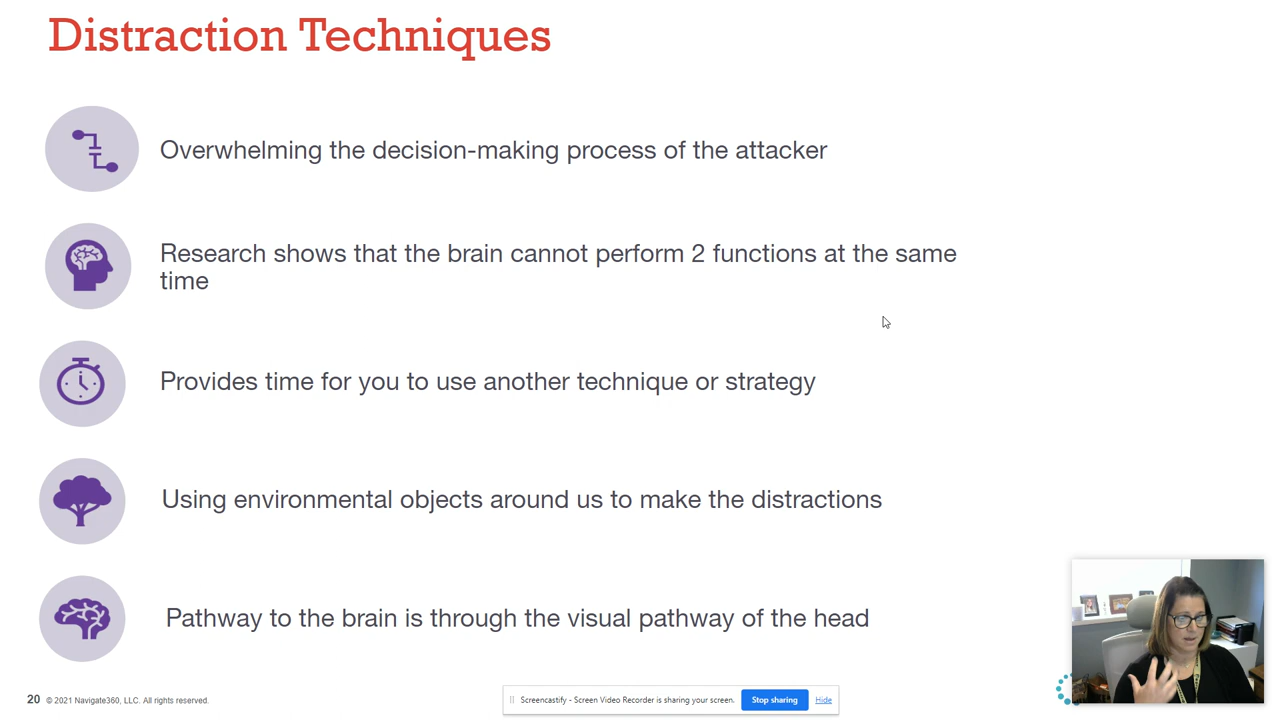 Distraction Techniques
Overwhelming the decision-making process of the attacker
Research shows that the brain cannot perform 2 functions at the same
time
Provides time for you to use another technique or strategy
Using environmental objects around us to make the distractions
Pathway to the brain is through the visual pathway of the head
20 © 2021 Navigate360, LLC. All rights reserved.
Screencastify - Screen Video Recorder is sharing your screen. Stop sharing Hide